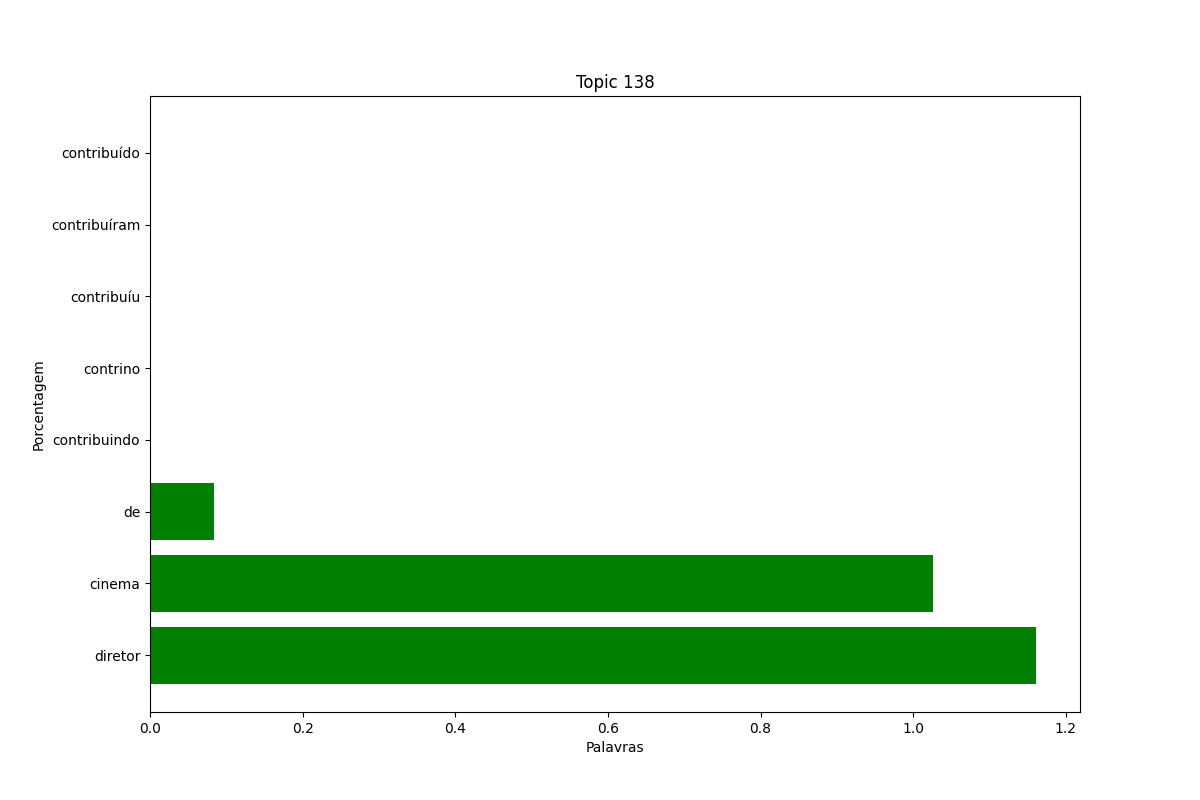 Topic 138
contribuído
contribuíram
contribuíu
contrino
contribuindo
de
cinema
diretor
Porcentagem
0.0 0.2 0.4 0.6 0.8 1.0 1.2
Palavras